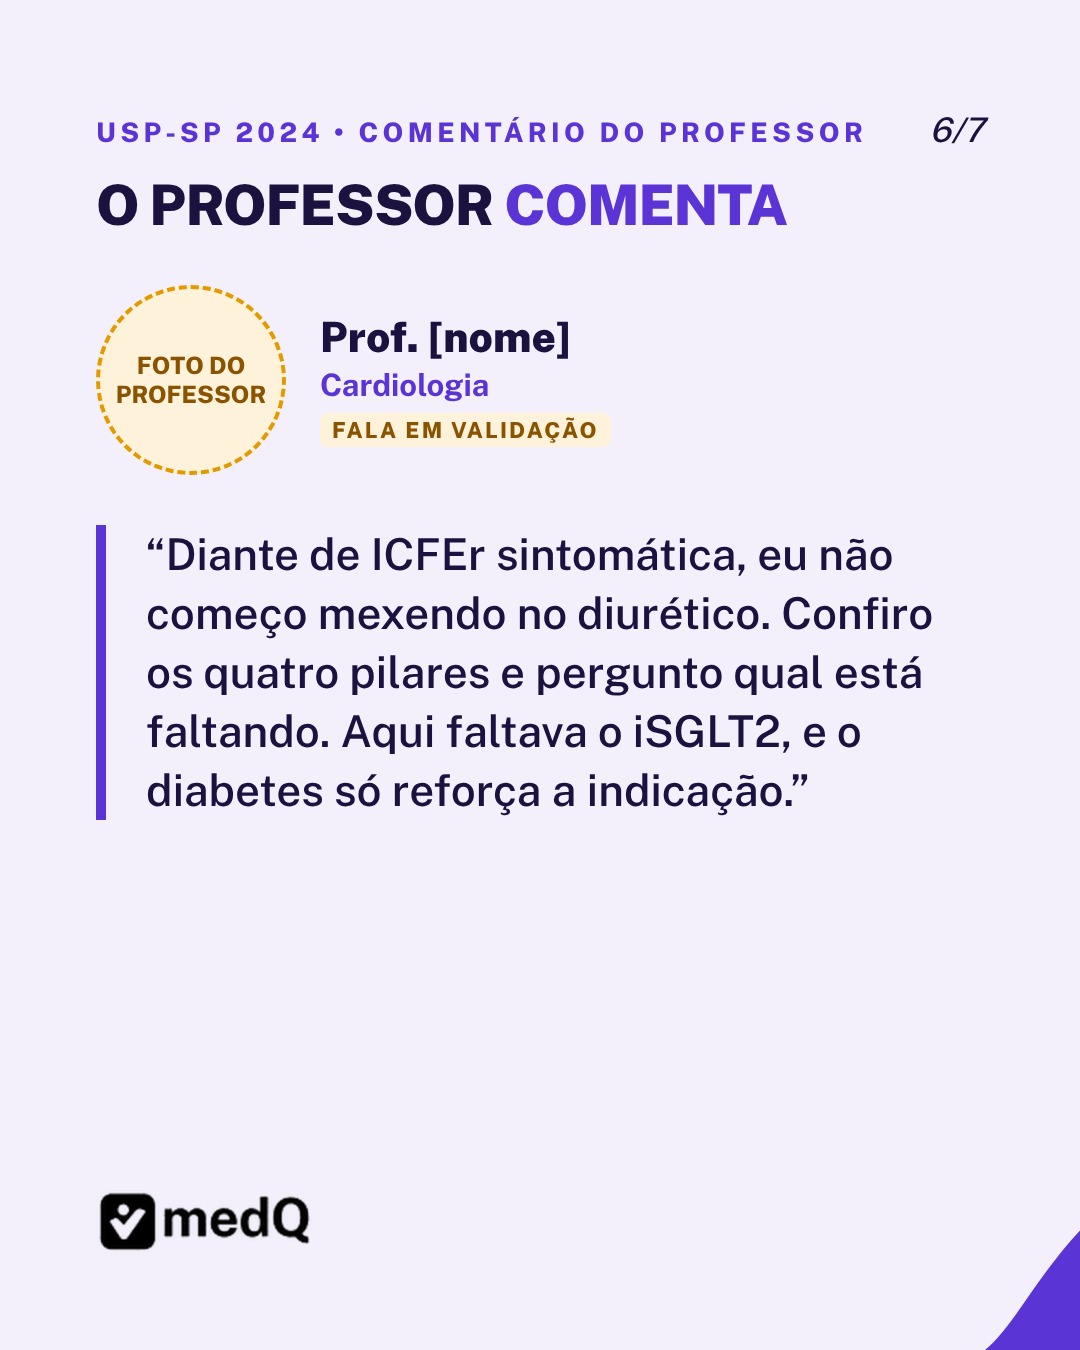 USP-SP 2024 • COMENTÁRIO DO PROFESSOR 6/7
O PROFESSOR COMENTA
FOTO DO
PROFESSOR
Prof. [nome]
Cardiologia
FALA EM VALIDAÇÃO
“Diante de ICFEr sintomática, eu não
começo mexendo no diurético. Confiro
os quatro pilares e pergunto qual está
faltando. Aqui faltava o iSGLT2, e o
diabetes só reforça a indicação.”
medQ